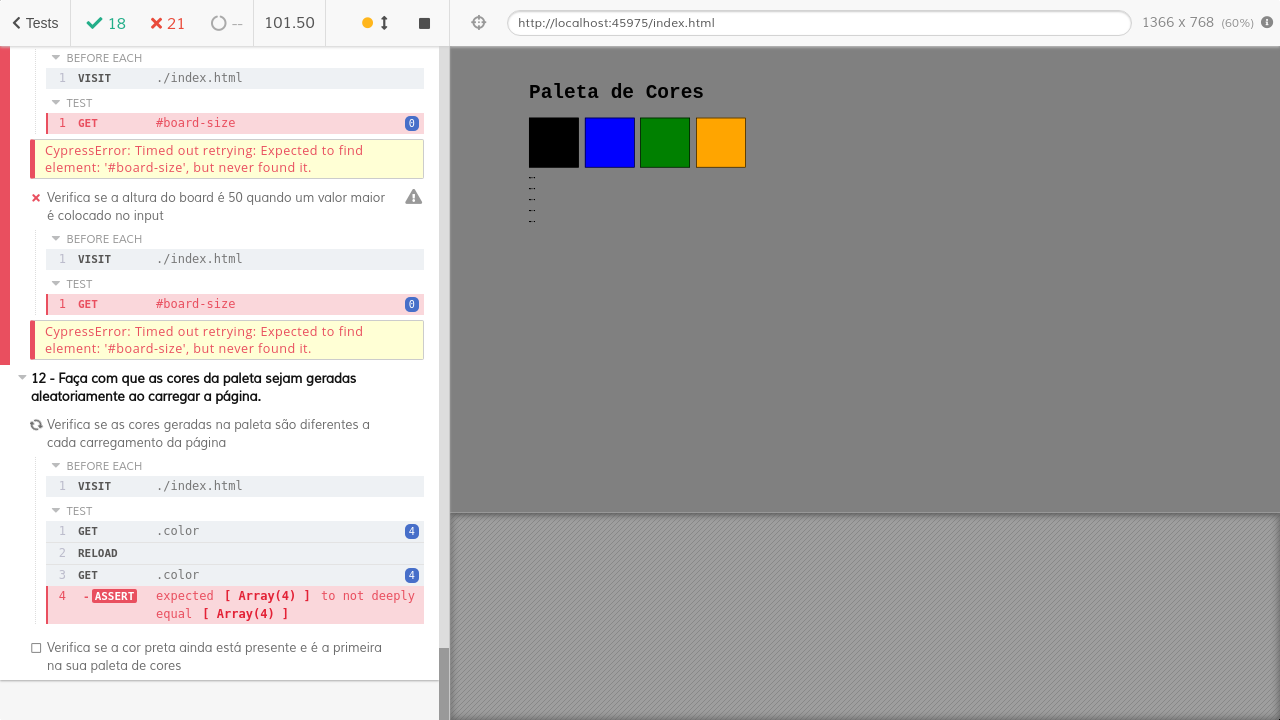 Tests
18
21
--
101.50
http://localhost:45975/index.html
1366 x 768 (60%)
BEFORE EACH
1 VISIT ./index.html
TEST
1 GET #board-size 0
CypressError: Timed out retrying: Expected to find
element: '#board-size', but never found it.
Verifica se a altura do board é 50 quando um valor maior
é colocado no input
BEFORE EACH
1 VISIT ./index.html
TEST
1 GET #board-size 0
CypressError: Timed out retrying: Expected to find
element: '#board-size', but never found it.
12 - Faça com que as cores da paleta sejam geradas
aleatoriamente ao carregar a página.
Verifica se as cores geradas na paleta são diferentes a
cada carregamento da página
BEFORE EACH
1 VISIT ./index.html
TEST
1 GET .color 4
2 RELOAD
3 GET .color 4
4 -ASSERT expected [ Array(4) ] to not deeply
equal [ Array(4) ]
Verifica se a cor preta ainda está presente e é a primeira
na sua paleta de cores
Paleta de Cores